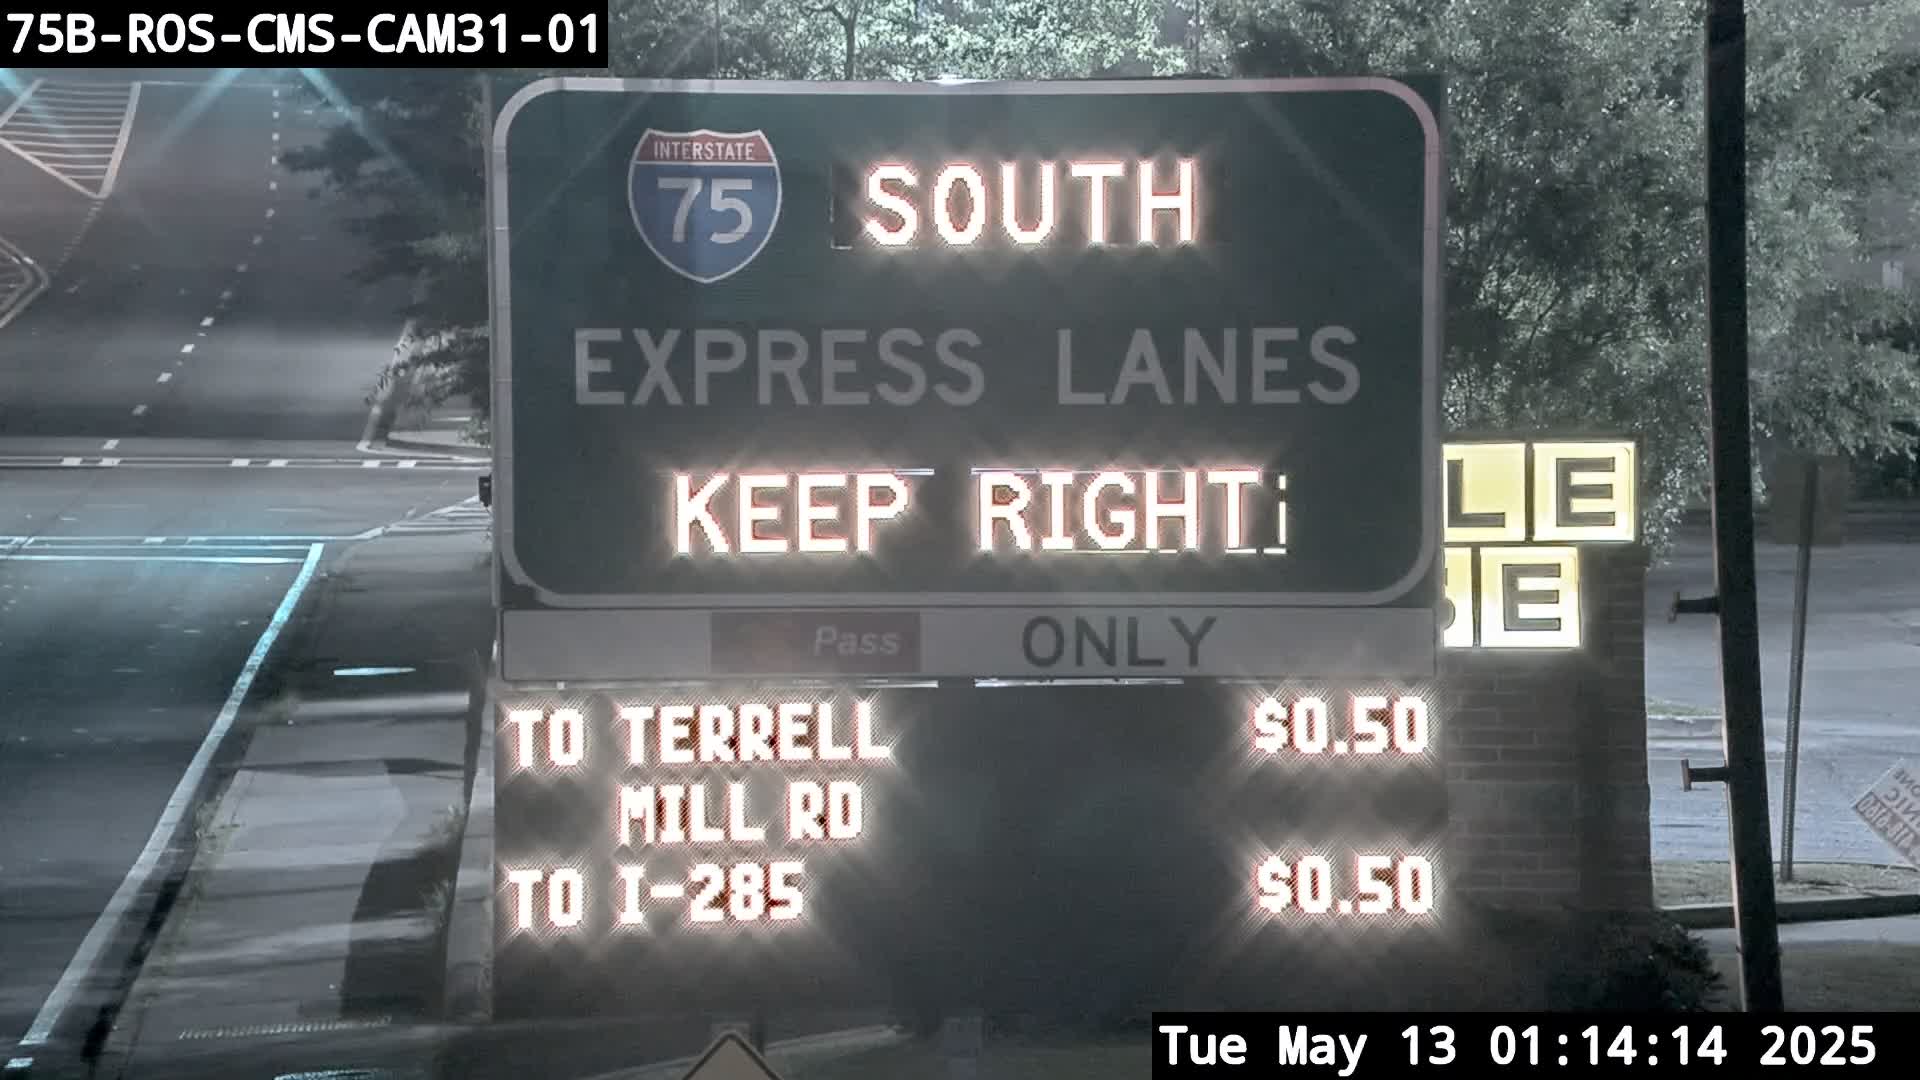 75B-ROS-CMS-CAM31-01
INTERSTATE
75
SOUTH
EXPRESS LANES
KEEP RIGHT
Pass ONLY
TO TERRELL $0.50
MILL RD
TO I-285 $0.50
LE
E
Tue May 13 01:14:14 2025